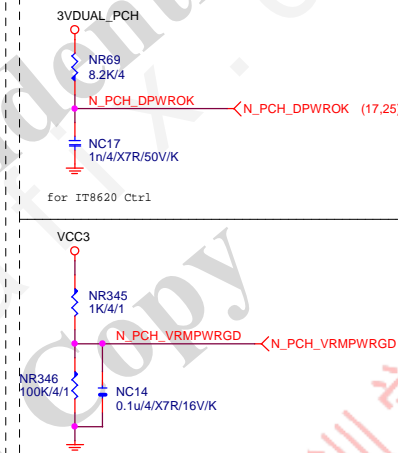 3VDUAL_PCH
NR69
8.2K/4
N_PCH_DPWROK
N_PCH_DPWROK (17,25)
NC17
1n/4/X7R/50V/K
for IT8620 Ctrl
VCC3
NR345
1K/4/1
N_PCH_VRMPWRGD
N_PCH_VRMPWRGD
NR346
100K/4/1
NC14
0.1u/4/X7R/16V/K
Copy